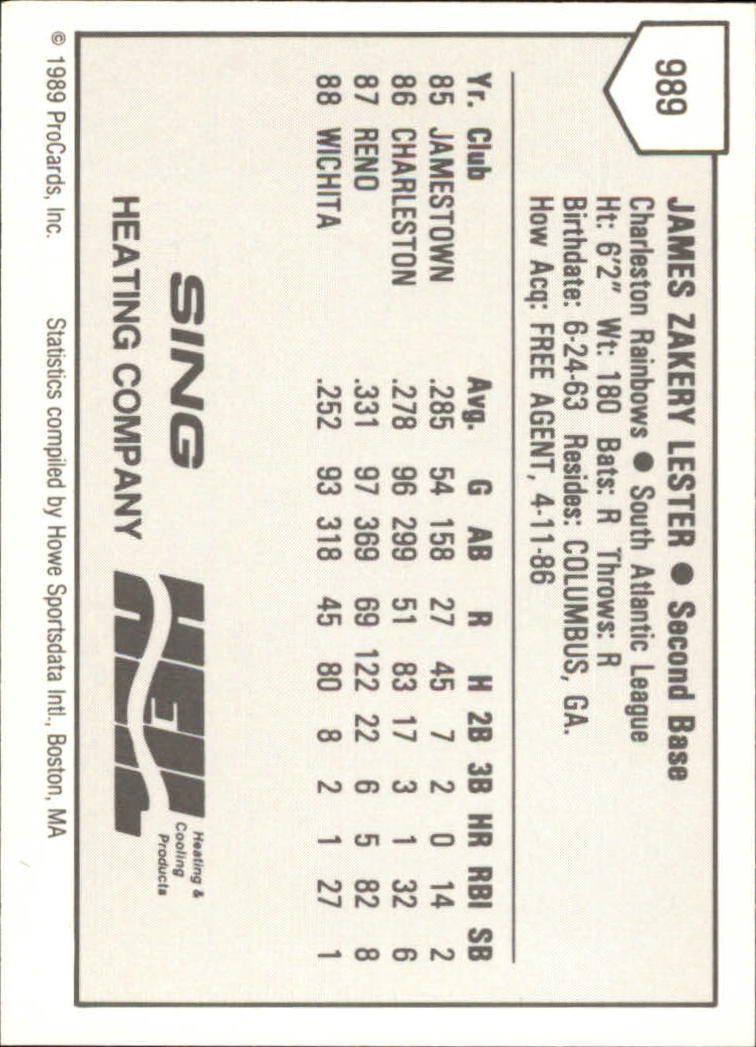 989
JAMES ZAKERY LESTER ● Second Base
Charleston Rainbows ● South Atlantic League
Ht: 6'2" Wt: 180 Bats: R Throws: R
Birthdate: 6-24-63 Resides: COLUMBUS, GA.
How Acq: FREE AGENT, 4-11-86
Yr. Club Avg. G AB R H 2B 3B HR RBI SB
85 JAMESTOWN .285 54 158 27 45 7 2 0 14 2
86 CHARLESTON .278 96 299 51 83 17 3 1 32 6
87 RENO .331 97 369 69 122 22 6 5 82 8
88 WICHITA .252 93 318 45 80 8 2 1 27 1
SING
HEATING COMPANY
HEIL
Heating &
Cooling
Products
© 1989 ProCards, Inc. Statistics compiled by Howe Sportsdata Intl., Boston, MA